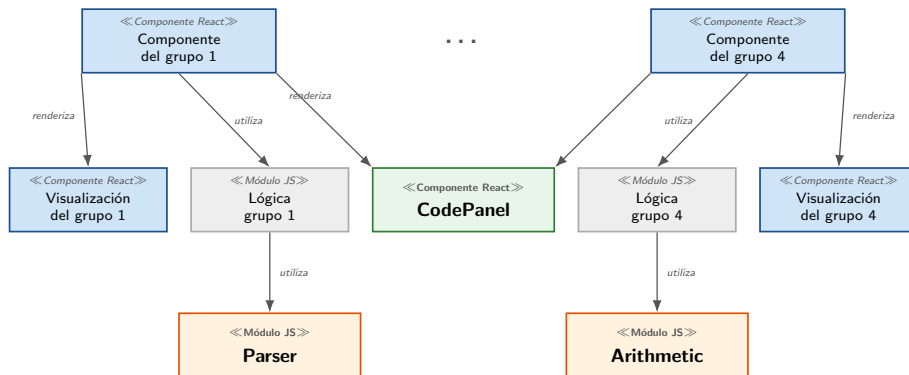 ≪Componente React≫
Componente
del grupo 1
...
≪Componente React≫
Componente
del grupo 4
renderiza
utiliza
renderiza
utiliza
renderiza
≪Componente React≫
Visualización
del grupo 1
≪Módulo JS≫
Lógica
grupo 1
≪Componente React≫
CodePanel
≪Módulo JS≫
Lógica
grupo 4
≪Componente React≫
Visualización
del grupo 4
utiliza
utiliza
≪Módulo JS≫
Parser
≪Módulo JS≫
Arithmetic